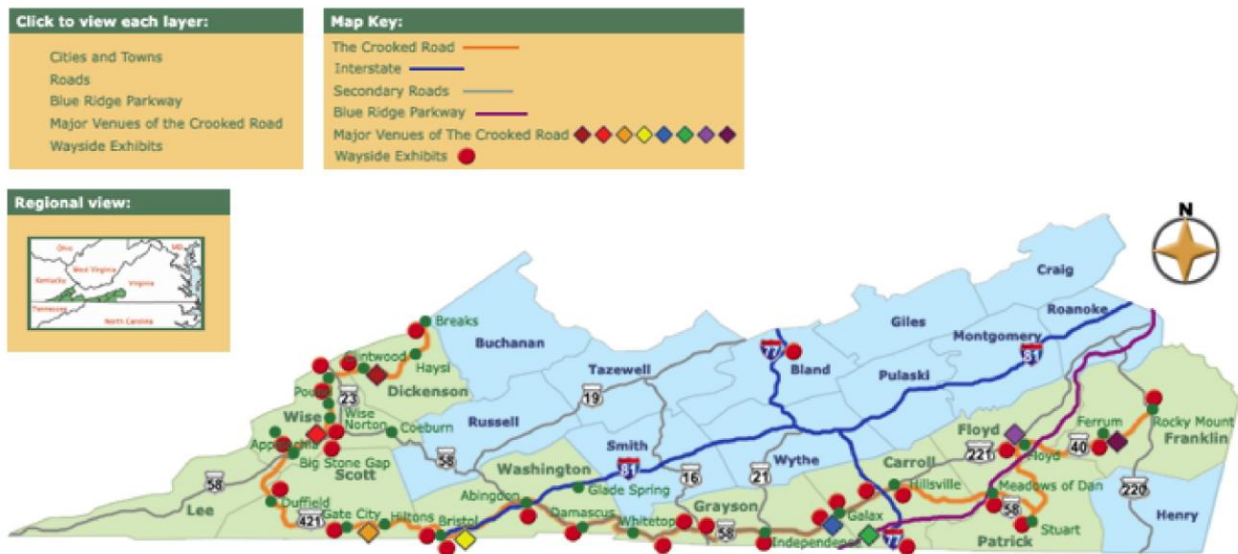 Click to view each layer:
Cities and Towns
Roads
Blue Ridge Parkway
Major Venues of the Crooked Road
Wayside Exhibits
Map Key:
The Crooked Road
Interstate
Secondary Roads
Blue Ridge Parkway
Major Venues of The Crooked Road
Wayside Exhibits
Regional view:
Ohio
MD
West Virginia
Kentucky
Virginia
Tennessee
North Carolina
N
Craig
Roanoke
Giles
Montgomery
81
Breaks
Buchanan
77
Bland
Clintwood
Haysi
Tazewell
Pulaski
Dickenson
23
19
Wise
Wise
Norton
Coeburn
Russell
Ferrum
Rocky Mount
Floyd
Franklin
221
Floyd
40
Big Stone Gap
58
Smith
Wythe
Scott
Washington
81
Carroll
58
16
21
Hillsville
Meadows of Dan
220
Lee
Duffield
Abingdon
Glade Spring
Grayson
Henry
421
Gate City
Hiltons
Bristol
Damascus
Whitetop
58
Galax
58
Stuart
Independence
77
Patrick